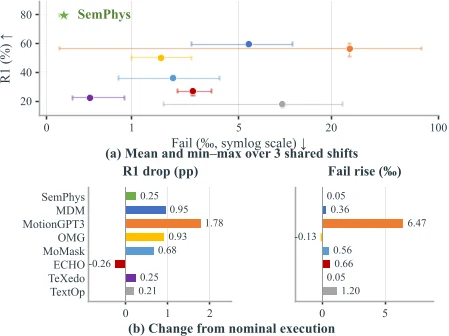 80
SemPhys
60
40
20
R1 (%) ↑
0 1 5 20 100
Fail (‰, symlog scale) ↓
(a) Mean and min–max over 3 shared shifts
R1 drop (pp) Fail rise (‰)
SemPhys 0.25 0.05
MDM 0.95 0.36
MotionGPT3 1.78 6.47
OMG 0.93 -0.13
MoMask 0.68 0.56
ECHO -0.26 0.66
TeXedo 0.25 0.05
TextOp 0.21 1.20
0 1 2 0 5
(b) Change from nominal execution